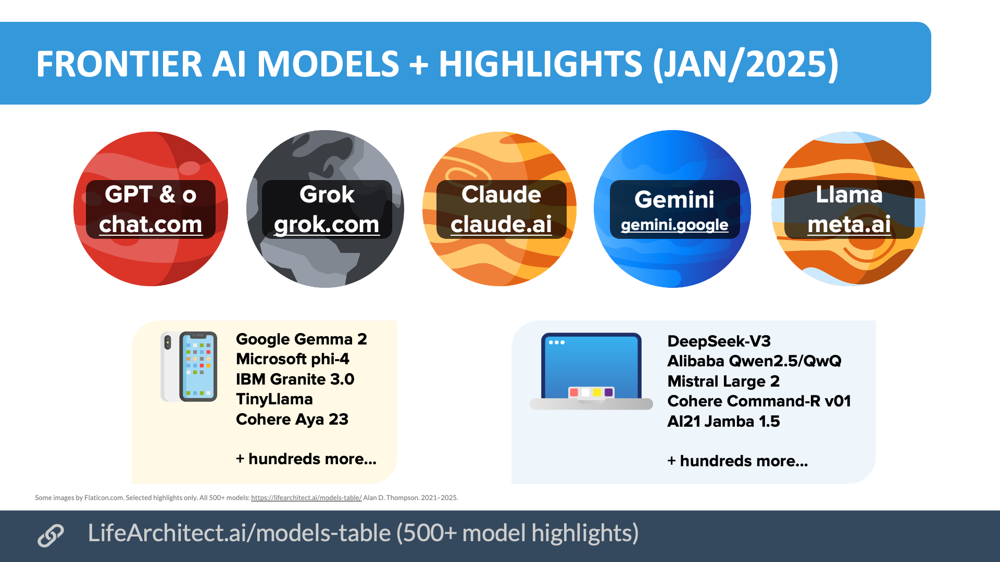 FRONTIER AI MODELS + HIGHLIGHTS (JAN/2025)
GPT & o
chat.com
Grok
grok.com
Claude
claude.ai
Gemini
gemini.google
Llama
meta.ai
Google Gemma 2
Microsoft phi-4
IBM Granite 3.0
TinyLlama
Cohere Aya 23
+ hundreds more...
DeepSeek-V3
Alibaba Qwen2.5/QwQ
Mistral Large 2
Cohere Command-R v01
AI21 Jamba 1.5
+ hundreds more...
Some images by Flaticon.com. Selected highlights only. All 500+ models: https://lifearchitect.ai/models-table/ Alan D. Thompson. 2021–2025.
LifeArchitect.ai/models-table (500+ model highlights)